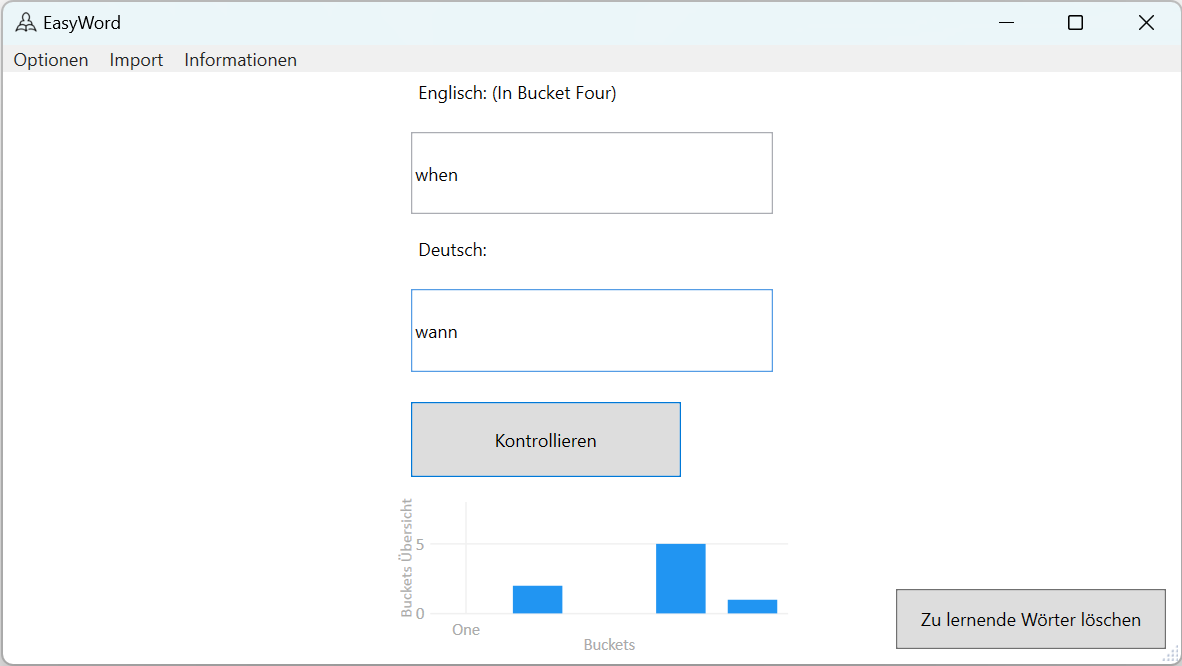 EasyWord
Optionen Import Informationen
Englisch: (In Bucket Four)
when
Deutsch:
wann
Kontrollieren
Buckets Übersicht
5
0
One
Buckets
Zu lernende Wörter löschen